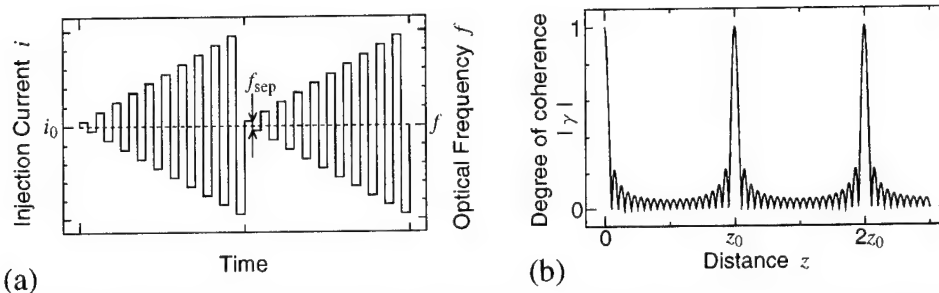 Injection Current i
i0
fsep
f
Optical Frequency f
Time
(a)
Degree of coherence
|γ|
1
0
0
z0
2z0
Distance z
(b)